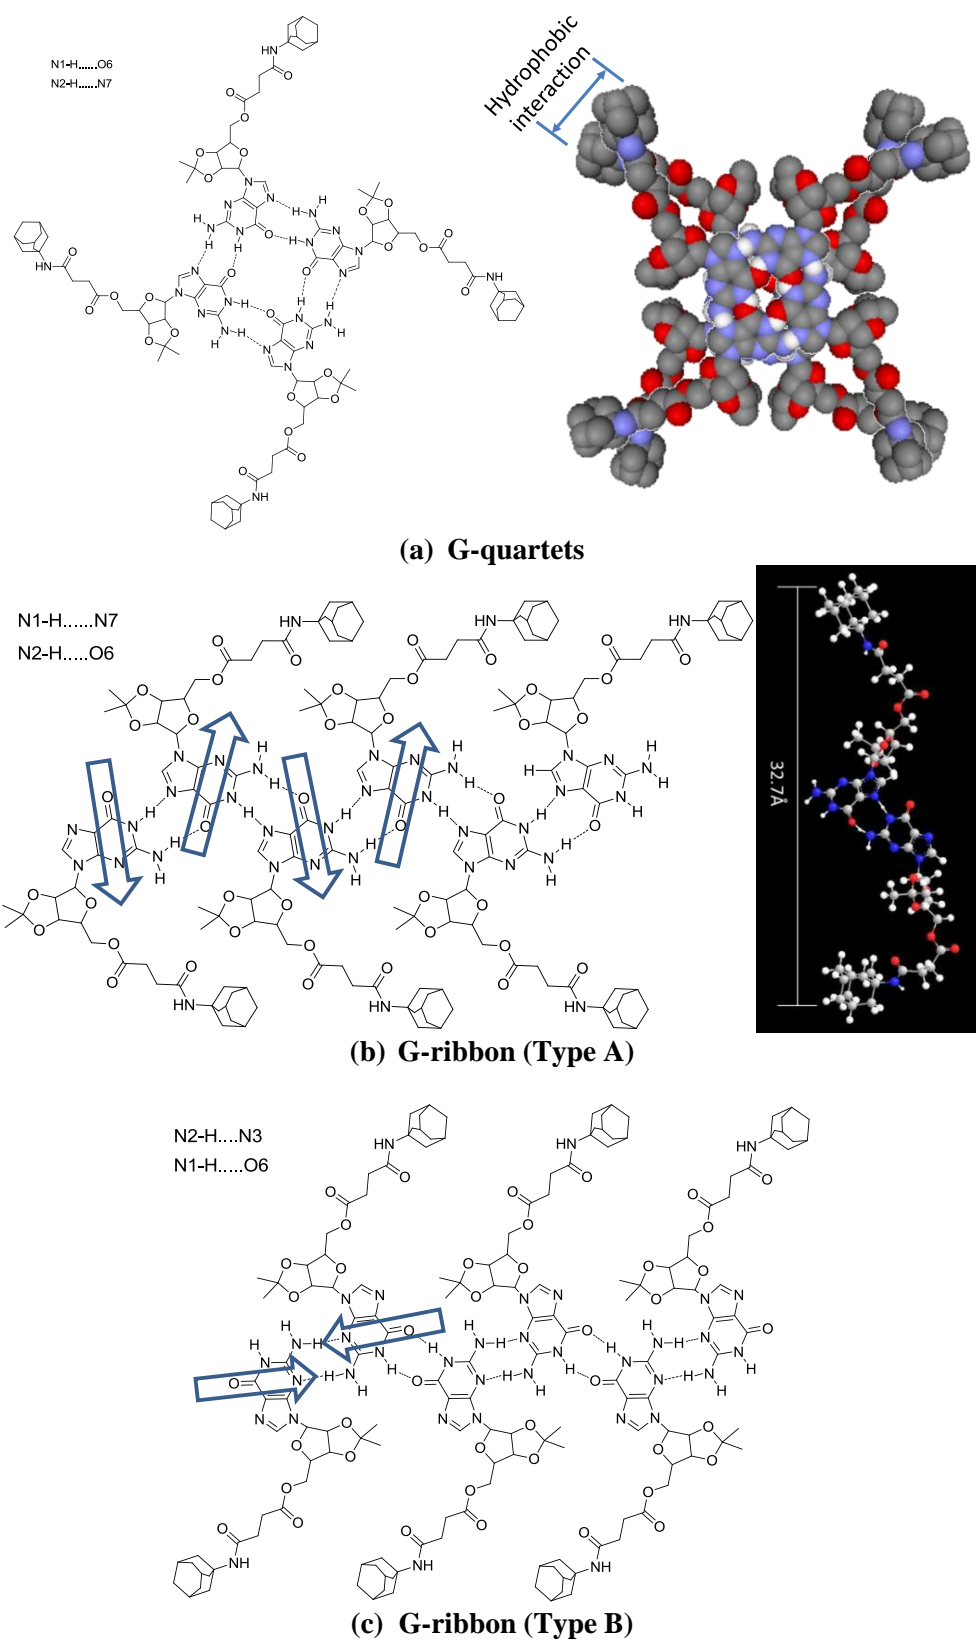 N1-H......O6
N2-H......N7
Hydrophobic
interaction
(a) G-quartets
N1-H......N7
N2-H.....O6
32.7Å
(b) G-ribbon (Type A)
N2-H....N3
N1-H.....O6
(c) G-ribbon (Type B)